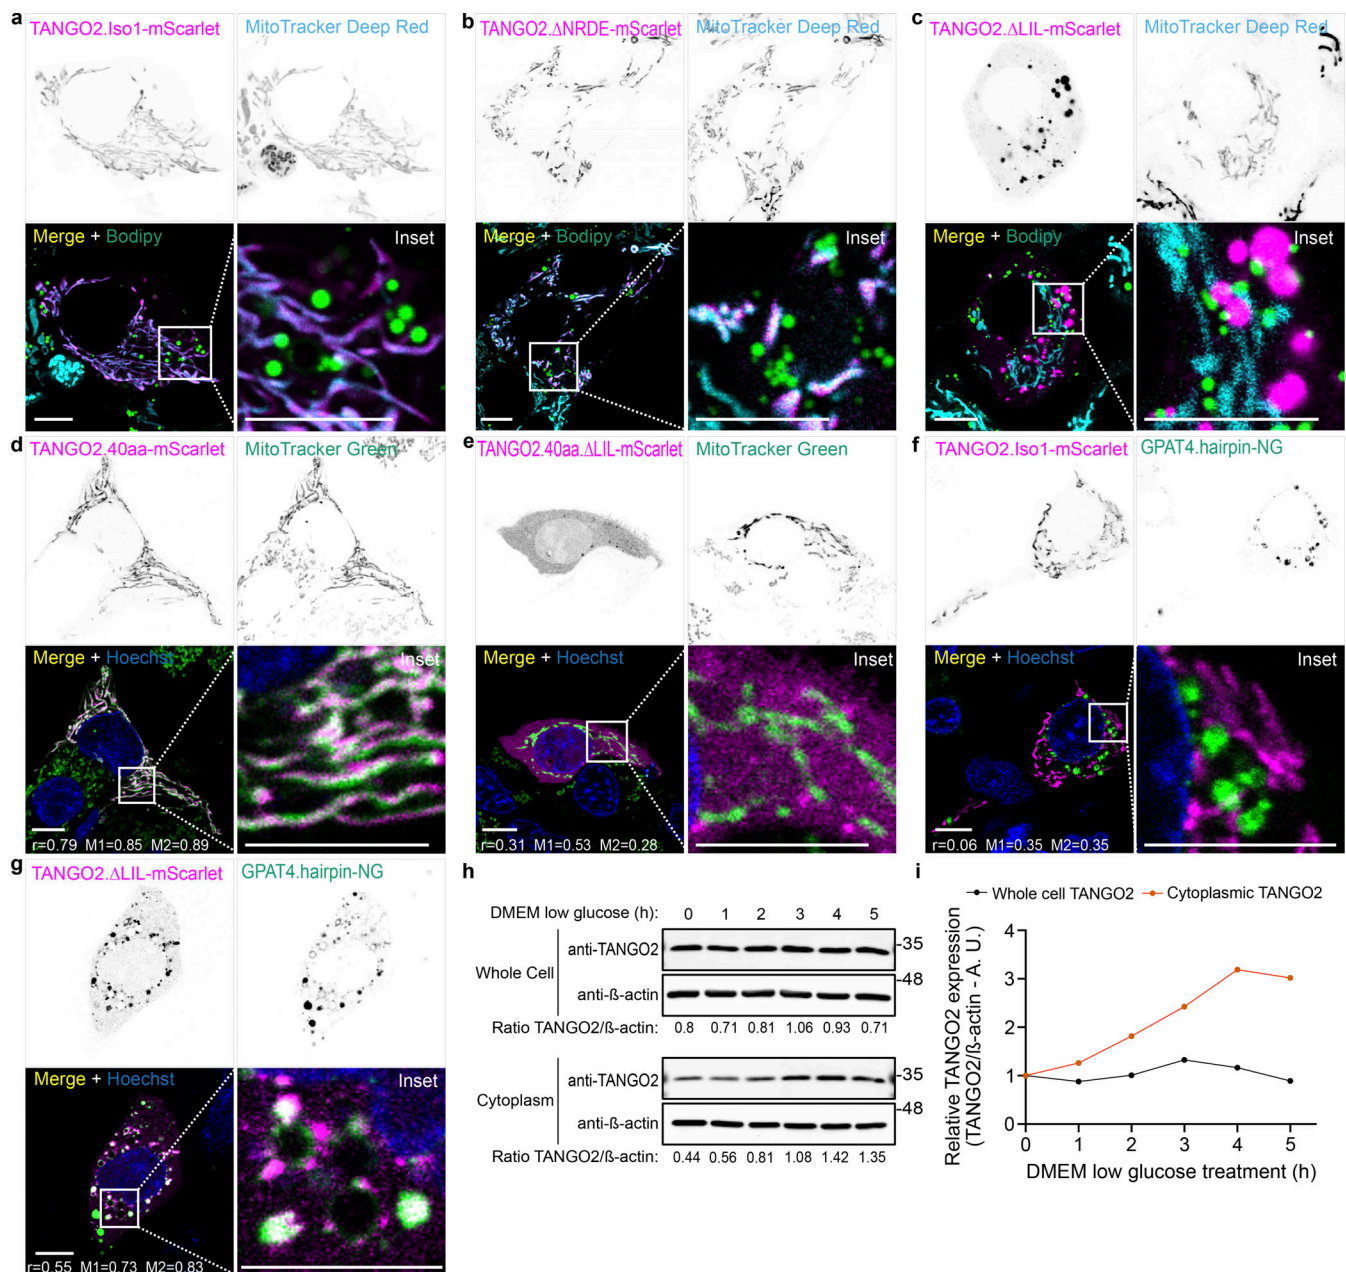 a
TANGO2.Iso1-mScarlet
MitoTracker Deep Red
Merge + Bodipy
Inset
b
TANGO2.ΔNRDE-mScarlet
MitoTracker Deep Red
Merge + Bodipy
Inset
c
TANGO2.ΔLIL-mScarlet
MitoTracker Deep Red
Merge + Bodipy
Inset
d
TANGO2.40aa-mScarlet
MitoTracker Green
Merge + Hoechst
Inset
r=0.79 M1=0.85 M2=0.89
e
TANGO2.40aa.ΔLIL-mScarlet
MitoTracker Green
Merge + Hoechst
Inset
r=0.31 M1=0.53 M2=0.28
f
TANGO2.Iso1-mScarlet
GPAT4.hairpin-NG
Merge + Hoechst
Inset
r=0.06 M1=0.35 M2=0.35
g
TANGO2.ΔLIL-mScarlet
GPAT4.hairpin-NG
Merge + Hoechst
Inset
r=0.55 M1=0.73 M2=0.83
h
DMEM low glucose (h): 0 1 2 3 4 5
Whole Cell
anti-TANGO2
-35
-48
anti-ß-actin
Ratio TANGO2/ß-actin: 0.8 0.71 0.81 1.06 0.93 0.71
Cytoplasm
anti-TANGO2
-35
-48
anti-ß-actin
Ratio TANGO2/ß-actin: 0.44 0.56 0.81 1.08 1.42 1.35
i
Whole cell TANGO2
Cytoplasmic TANGO2
Relative TANGO2 expression
(TANGO2/ß-actin - A. U.)
4
3
2
1
0
0 1 2 3 4 5
DMEM low glucose treatment (h)